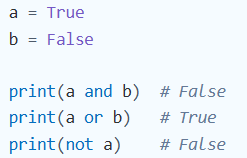 a = True
b = False

print(a and b)  # False
print(a or b)   # True
print(not a)    # False